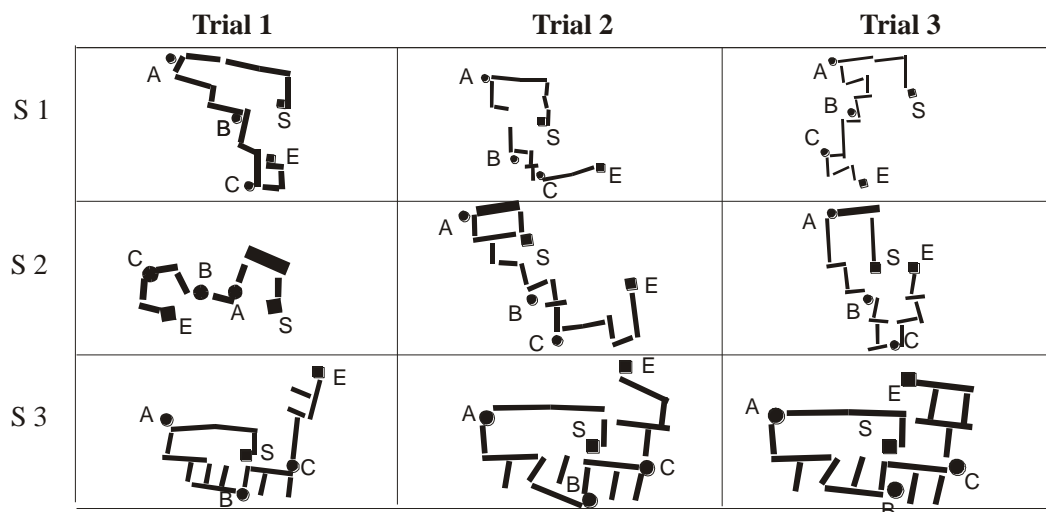 Trial 1 Trial 2 Trial 3
S 1
A S B E C
A S B C E
A S B C E
S 2
C B A E S
A S E B C
A S E B C
S 3
E A S C B
E A S C B
E A S C B